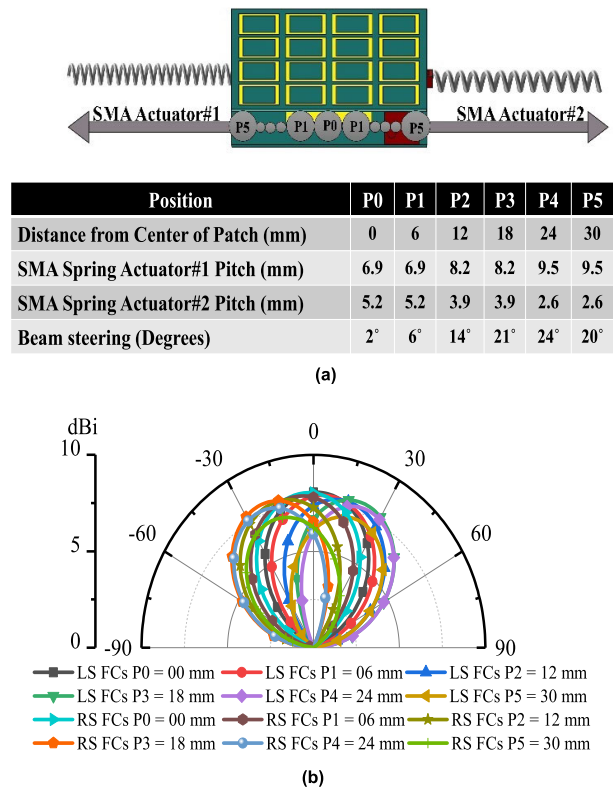 SMA Actuator#1
SMA Actuator#2
P5 P1 P0 P1 P5
Position P0 P1 P2 P3 P4 P5
Distance from Center of Patch (mm) 0 6 12 18 24 30
SMA Spring Actuator#1 Pitch (mm) 6.9 6.9 8.2 8.2 9.5 9.5
SMA Spring Actuator#2 Pitch (mm) 5.2 5.2 3.9 3.9 2.6 2.6
Beam steering (Degrees) 2° 6° 14° 21° 24° 20°
(a)
dBi
10
5
0
-90
-60
-30
0
30
60
90
LS FCs P0 = 00 mm LS FCs P1 = 06 mm LS FCs P2 = 12 mm
LS FCs P3 = 18 mm LS FCs P4 = 24 mm LS FCs P5 = 30 mm
RS FCs P0 = 00 mm RS FCs P1 = 06 mm RS FCs P2 = 12 mm
RS FCs P3 = 18 mm RS FCs P4 = 24 mm RS FCs P5 = 30 mm
(b)